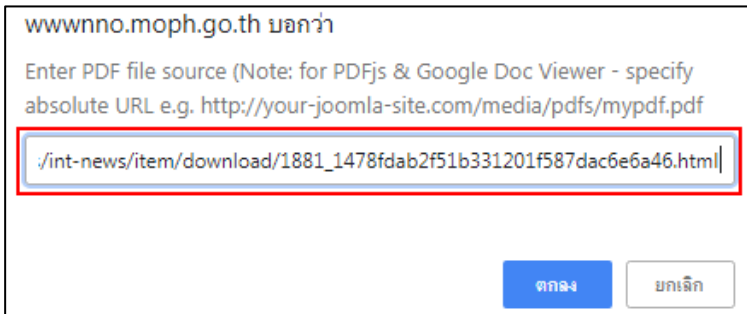 wwwnno.moph.go.th บอกว่า
Enter PDF file source (Note: for PDFjs & Google Doc Viewer - specify
absolute URL e.g. http://your-joomla-site.com/media/pdfs/mypdf.pdf
:/int-news/item/download/1881_1478fdab2f51b331201f587dac6e6a46.html
ตกลง
ยกเลิก